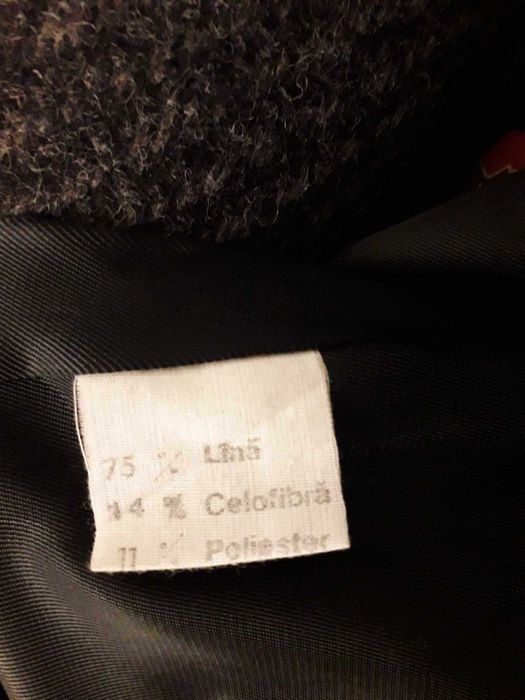 75 % Lînă
14 % Celofibră
11 % Poliester